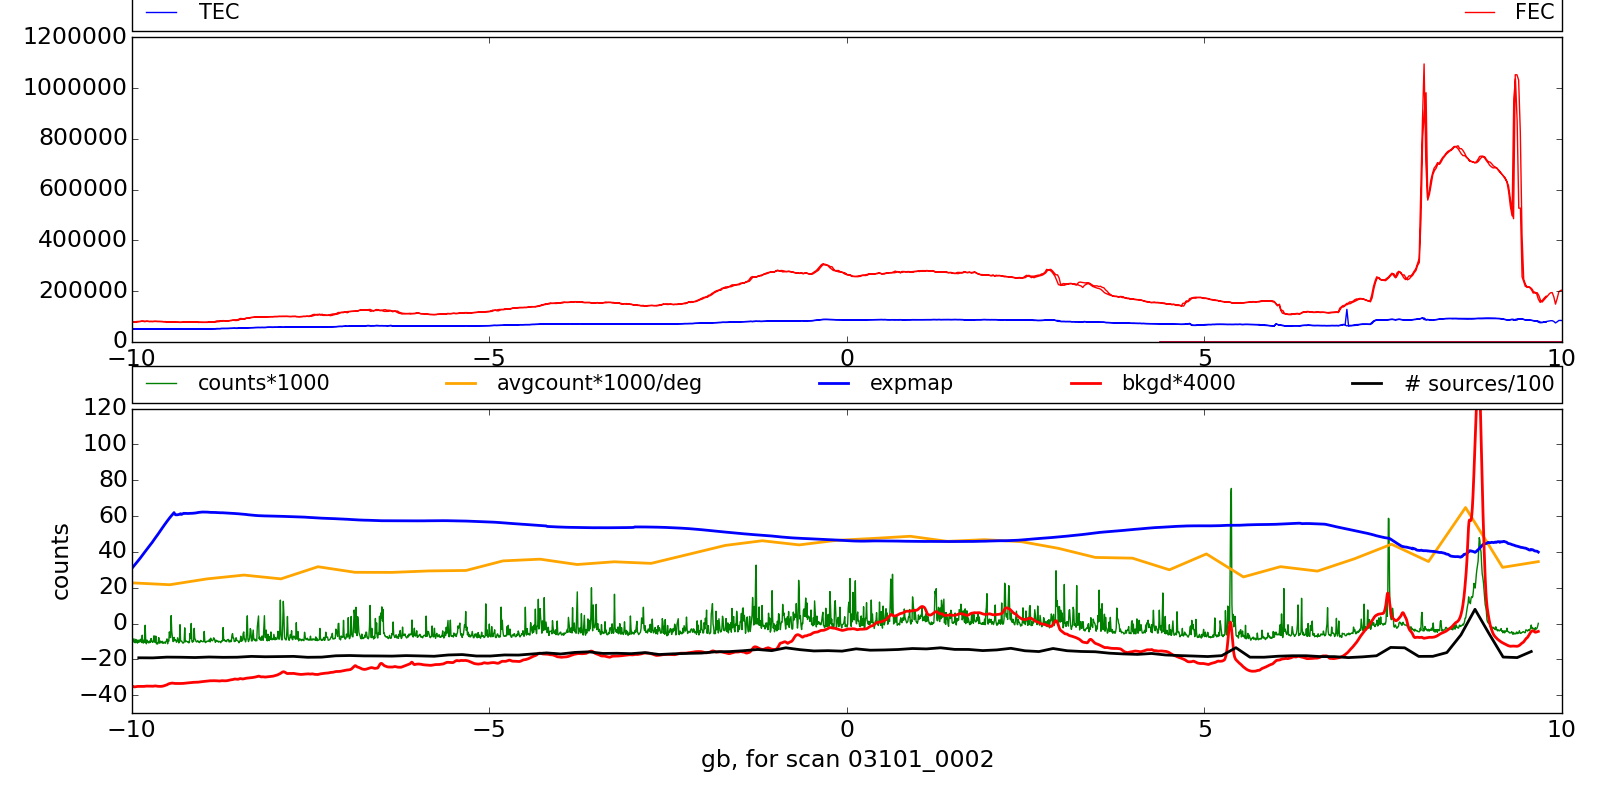 TEC FEC
1200000
1000000
800000
600000
400000
200000
0
−10 −5 0 5 10
counts*1000 avgcount*1000/deg expmap bkgd*4000 # sources/100
120
100
80
60
40
20
0
−20
−40
counts
−10 −5 0 5 10
gb, for scan 03101_0002